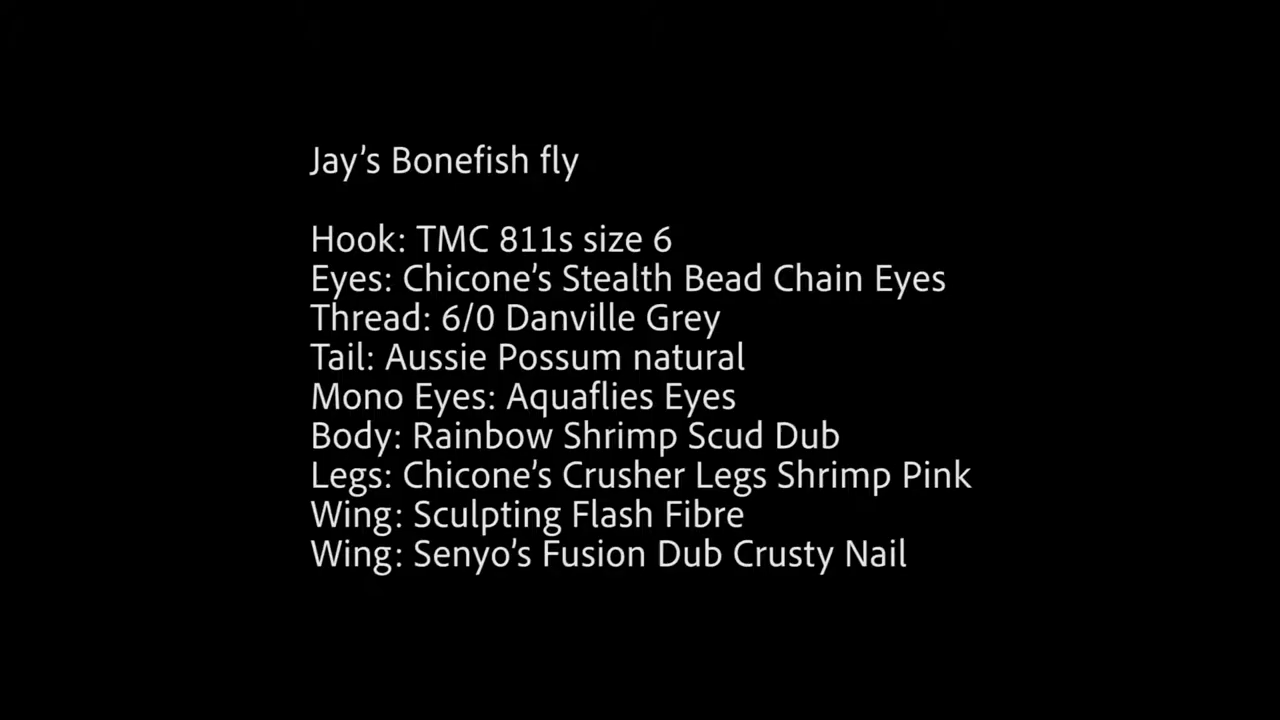 Jay’s Bonefish fly
Hook: TMC 811s size 6
Eyes: Chicone’s Stealth Bead Chain Eyes
Thread: 6/0 Danville Grey
Tail: Aussie Possum natural
Mono Eyes: Aquaflies Eyes
Body: Rainbow Shrimp Scud Dub
Legs: Chicone’s Crusher Legs Shrimp Pink
Wing: Sculpting Flash Fibre
Wing: Senyo’s Fusion Dub Crusty Nail